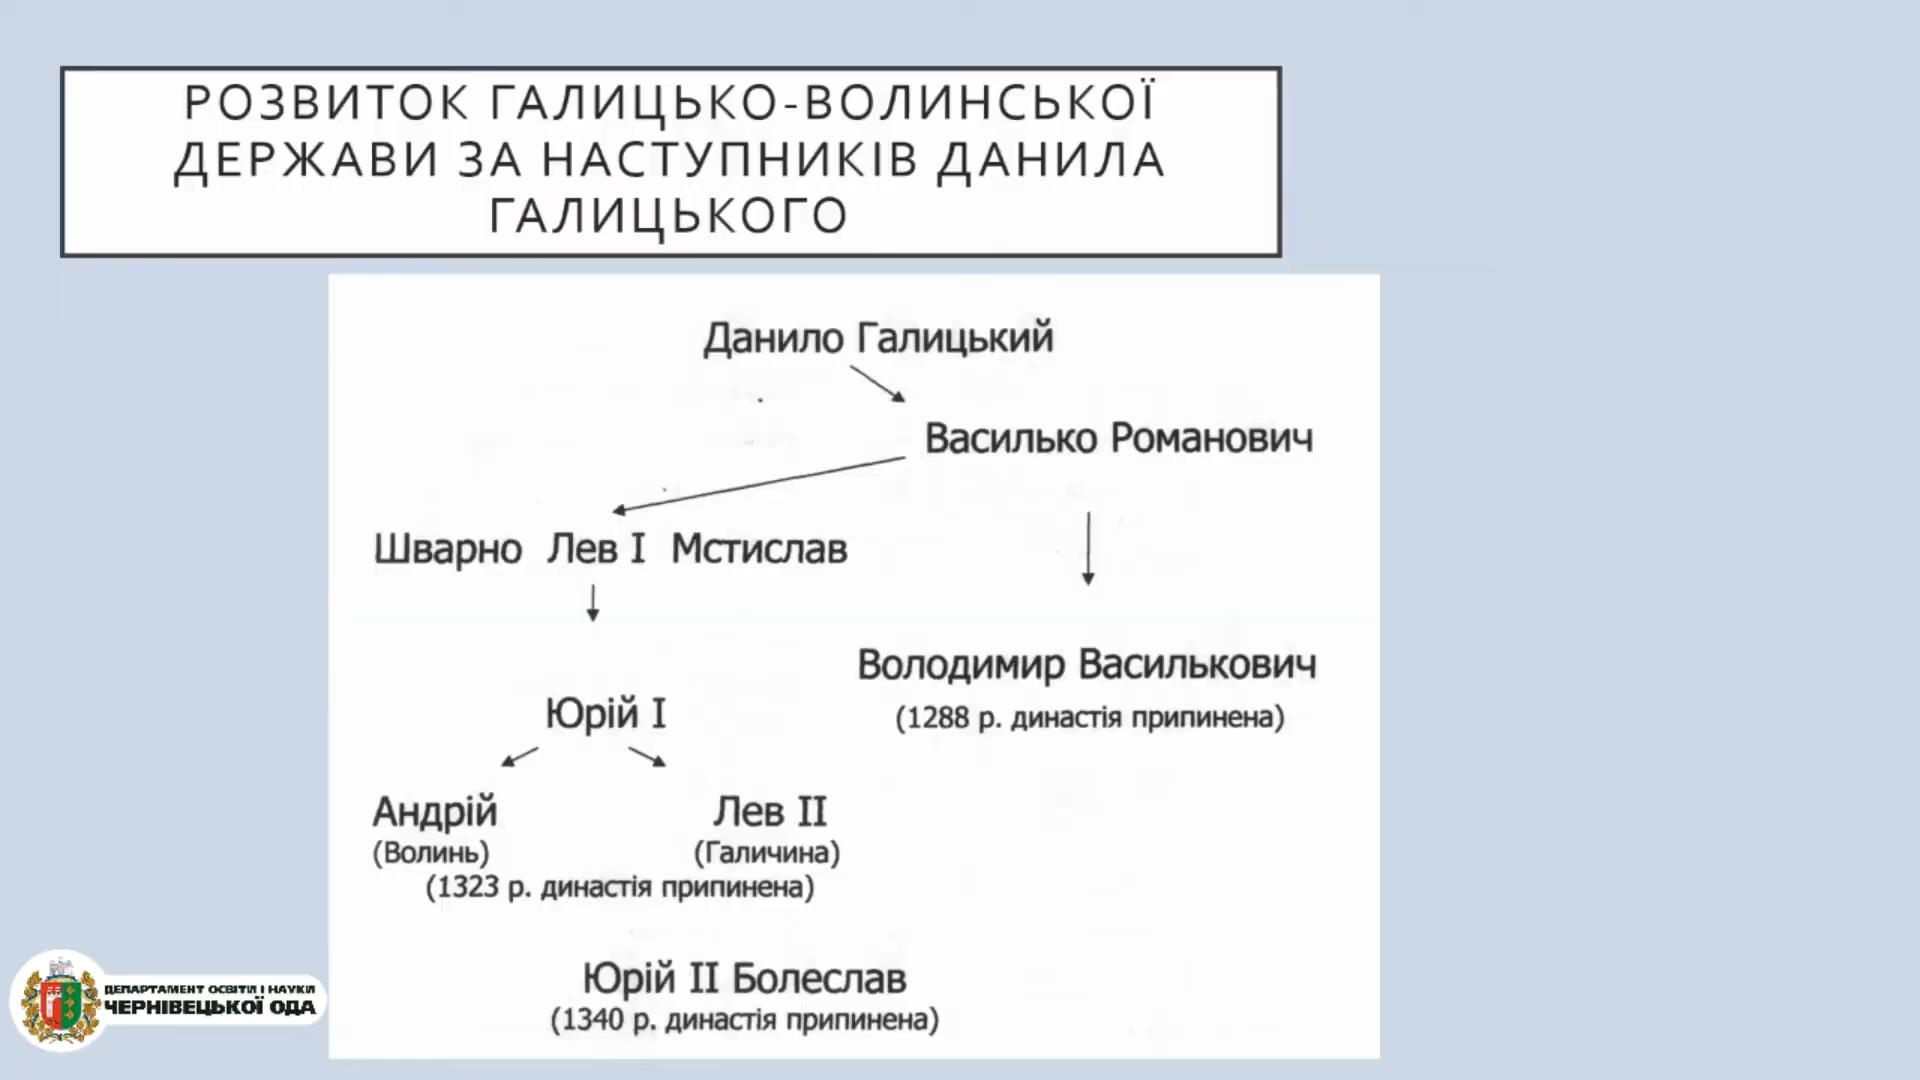 РОЗВИТОК ГАЛИЦЬКО-ВОЛИНСЬКОЇ
ДЕРЖАВИ ЗА НАСТУПНИКІВ ДАНИЛА
ГАЛИЦЬКОГО
Данило Галицький
Василько Романович
Шварно Лев І Мстислав
Володимир Василькович
(1288 р. династія припинена)
Юрій І
Андрій Лев ІІ
(Волинь) (Галичина)
(1323 р. династія припинена)
Юрій ІІ Болеслав
(1340 р. династія припинена)
ДЕПАРТАМЕНТ ОСВІТИ І НАУКИ
ЧЕРНІВЕЦЬКОЇ ОДА